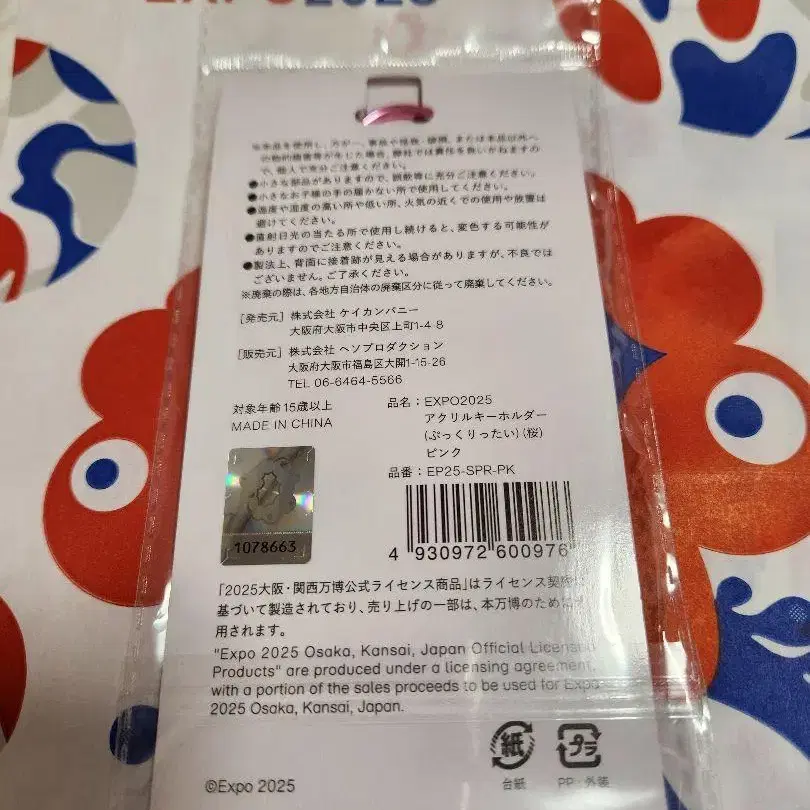 EXPO2025
※本品を使用し、万が一、事故や怪我・破損、または本品以外へ
の物的損害等が生じた場合、弊社では責任を負いかねますの
で、個人で充分ご注意ください。
●小さな部品がありますので、誤飲等に充分ご注意ください。
●小さなお子様の手の届かない所で使用してください。
●温度や湿度の高い所や低い所、火気の近くでの使用や放置は
避けてください。
●直射日光の当たる所で使用し続けると、変色する可能性が
ありますのでご注意ください。
●製法上、背面に接着跡が見える場合がありますが、不良では
ございません。ご了承ください。
※廃棄の際は、各地方自治体の廃棄区分に従って廃棄してください。
[発売元] 株式会社 ケイカンパニー
大阪府大阪市中央区上町1-4-8
[販売元] 株式会社 ヘソプロダクション
大阪府大阪市福島区大開1-15-26
TEL 06-6464-5566
対象年齢15歳以上
MADE IN CHINA
品名：EXPO2025
アクリルキーホルダー
(ぷっくりったい)(桜)
ピンク
品番：EP25-SPR-PK
1078663
4 930972 600976
「2025大阪・関西万博公式ライセンス商品」はライセンス契約に
基づいて製造されており、売り上げの一部は、本万博のために
用されます。
"Expo 2025 Osaka, Kansai, Japan Official Licensed
Products" are produced under a licensing agreement,
with a portion of the sales proceeds to be used for Expo
2025 Osaka, Kansai, Japan.
©Expo 2025
紙
台紙
プラ
PP：外装